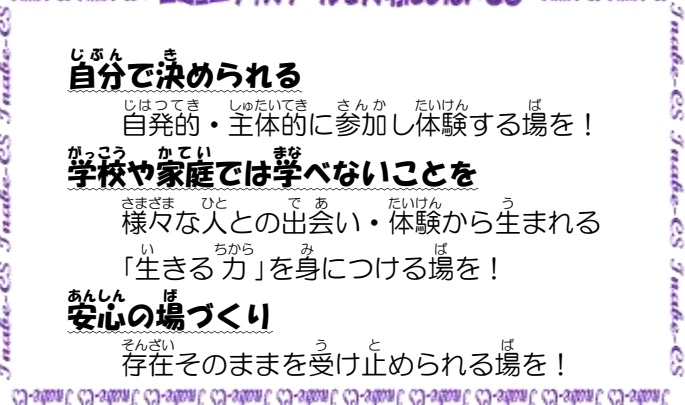 自分で決められる
自発的・主体的に参加し体験する場を！
学校や家庭では学べないことを
様々な人との出会い・体験から生まれる
「生きる力」を身につける場を！
安心の場づくり
存在そのままを受け止められる場を！